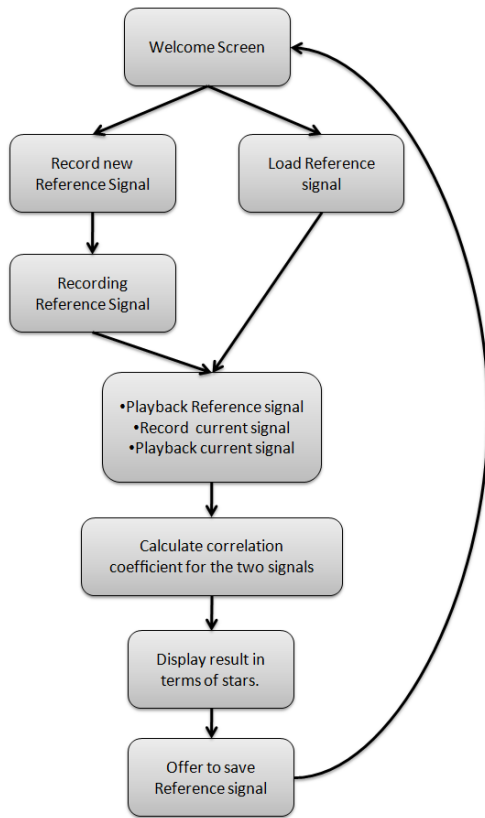 Welcome Screen
Record new
Reference Signal
Load Reference
signal
Recording
Reference Signal
•Playback Reference signal
•Record current signal
•Playback current signal
Calculate correlation
coefficient for the two signals
Display result in
terms of stars.
Offer to save
Reference signal